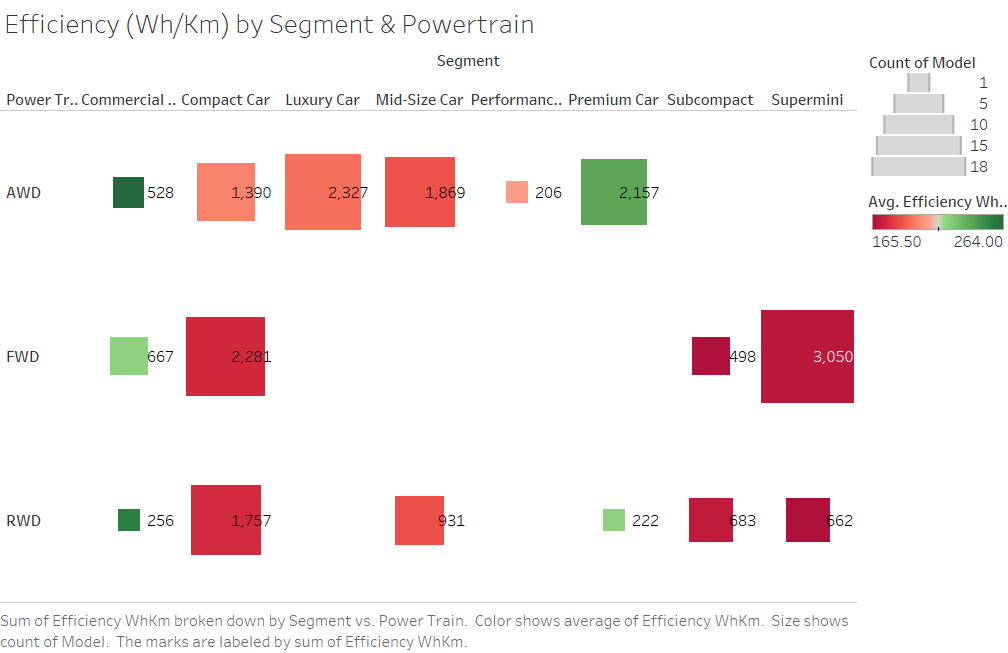 Efficiency (Wh/Km) by Segment & Powertrain
Segment
Power Tr.. Commercial .. Compact Car Luxury Car Mid-Size Car Performanc.. Premium Car Subcompact Supermini
AWD 528 1,390 2,327 1,869 206 2,157
FWD 667 2,281 498 3,050
RWD 256 1,757 931 222 683 662
Sum of Efficiency WhKm broken down by Segment vs. Power Train. Color shows average of Efficiency WhKm. Size shows
count of Model. The marks are labeled by sum of Efficiency WhKm.
Count of Model
1
5
10
15
18
Avg. Efficiency Wh..
165.50 264.00